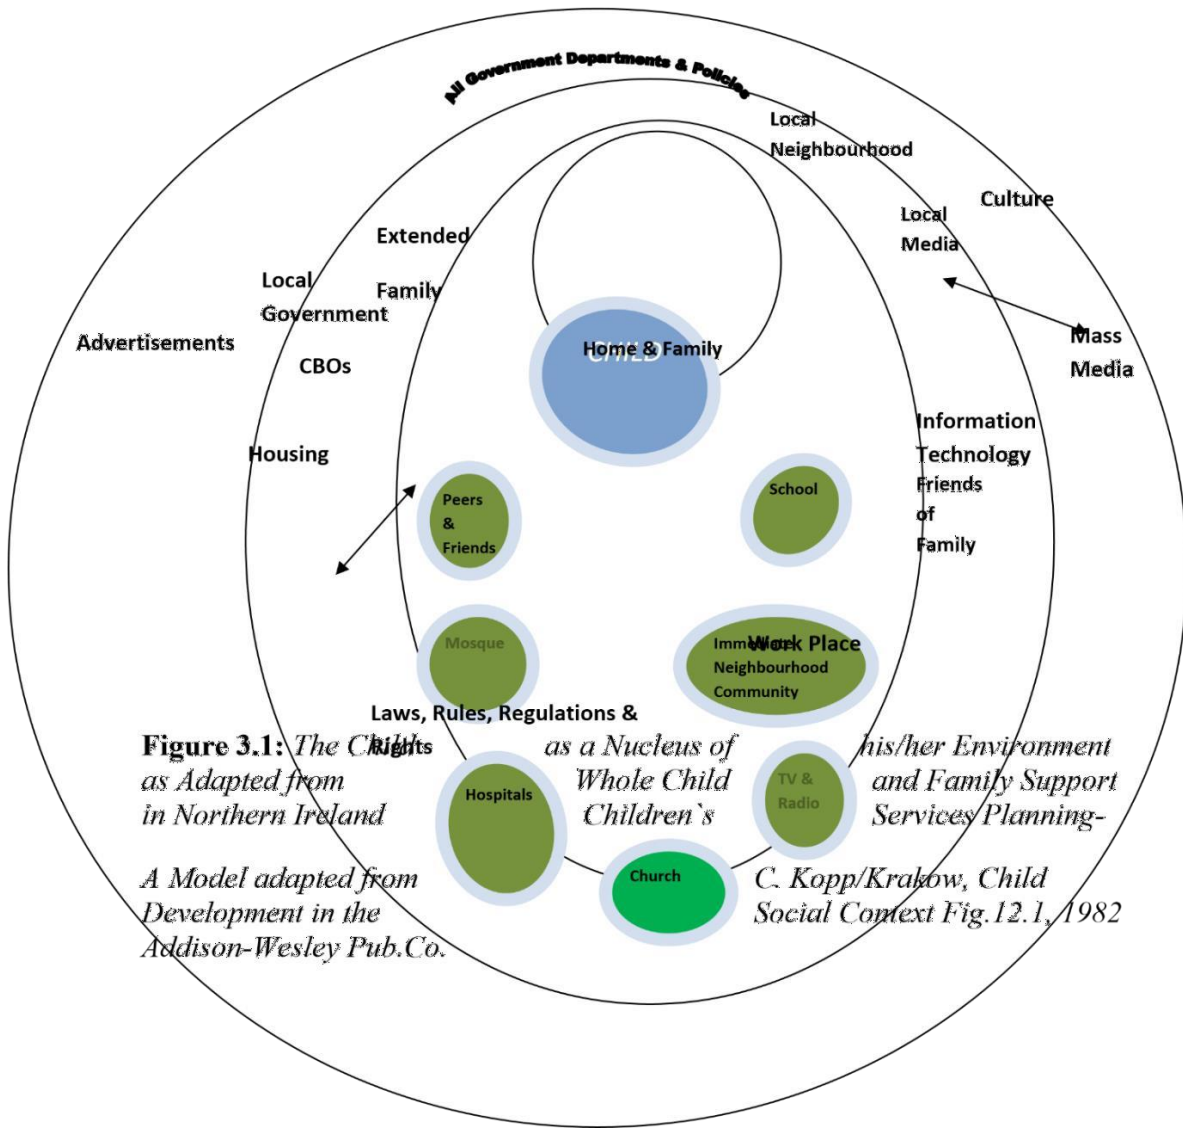 All Government Departments & Policies
Local
Neighbourhood
Culture
Local
Media
Extended
Family
Local
Government
Advertisements
CBOs
Mass
Media
CHILD
Home & Family
Housing
Information
Technology
Friends
of
Family
Peers
&
Friends
School
Mosque
Work Place
Immediate
Neighbourhood
Community
Laws, Rules, Regulations &
Rights
Figure 3.1: The Child as a Nucleus of his/her Environment
as Adapted from Whole Child and Family Support
in Northern Ireland Children`s Services Planning-
Hospitals
TV &
Radio
Church
A Model adapted from C. Kopp/Krakow, Child
Development in the Social Context Fig.12.1, 1982
Addison-Wesley Pub.Co.